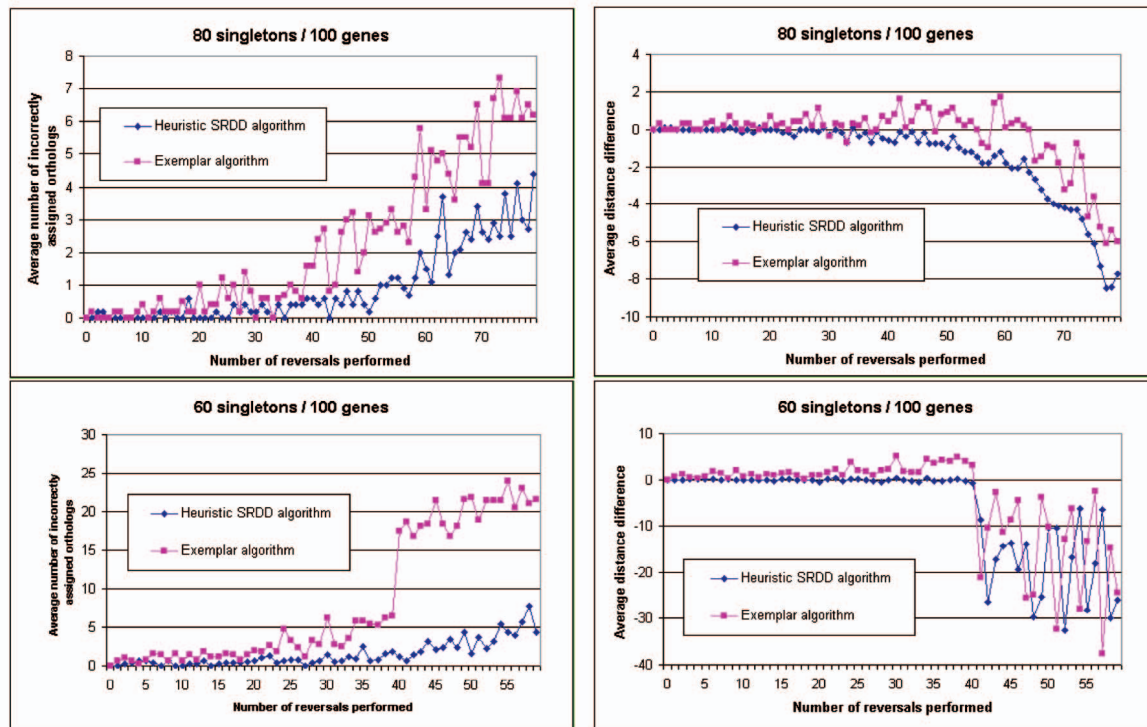 80 singletons / 100 genes
8
7
6
5
4
3
2
1
0
Average number of incorrectly
assigned orthologs
Heuristic SRDD algorithm
Exemplar algorithm
0 10 20 30 40 50 60 70
Number of reversals performed
80 singletons / 100 genes
4
2
0
-2
-4
-6
-8
-10
Average distance difference
Heuristic SRDD algorithm
Exemplar algorithm
0 10 20 30 40 50 60 70
Number of reversals performed
60 singletons / 100 genes
30
25
20
15
10
5
0
Average number of incorrectly
assigned orthologs
Heuristic SRDD algorithm
Exemplar algorithm
0 5 10 15 20 25 30 35 40 45 50 55
Number of reversals performed
60 singletons / 100 genes
10
0
-10
-20
-30
-40
Average distance difference
Heuristic SRDD algorithm
Exemplar algorithm
0 5 10 15 20 25 30 35 40 45 50 55
Number of reversals performed